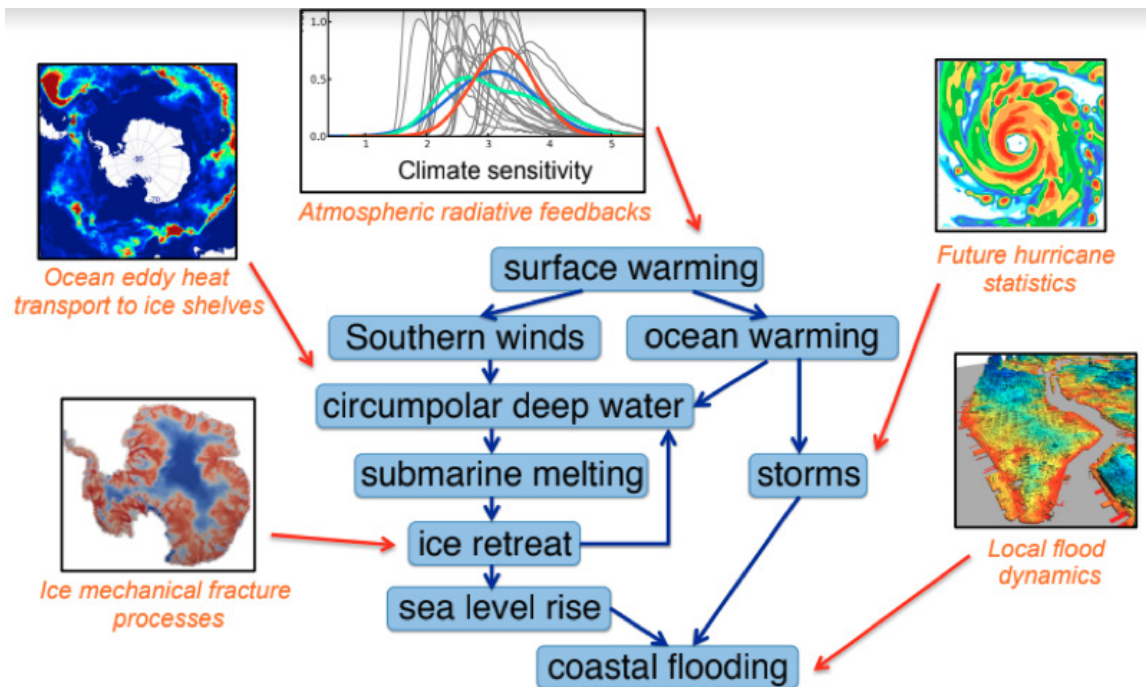 1.0
0.5
0.0
1 2 3 4 5
Climate sensitivity
Atmospheric radiative feedbacks
Ocean eddy heat
transport to ice shelves
Future hurricane
statistics
surface warming
Southern winds
ocean warming
circumpolar deep water
submarine melting
storms
ice retreat
sea level rise
coastal flooding
Ice mechanical fracture
processes
Local flood
dynamics